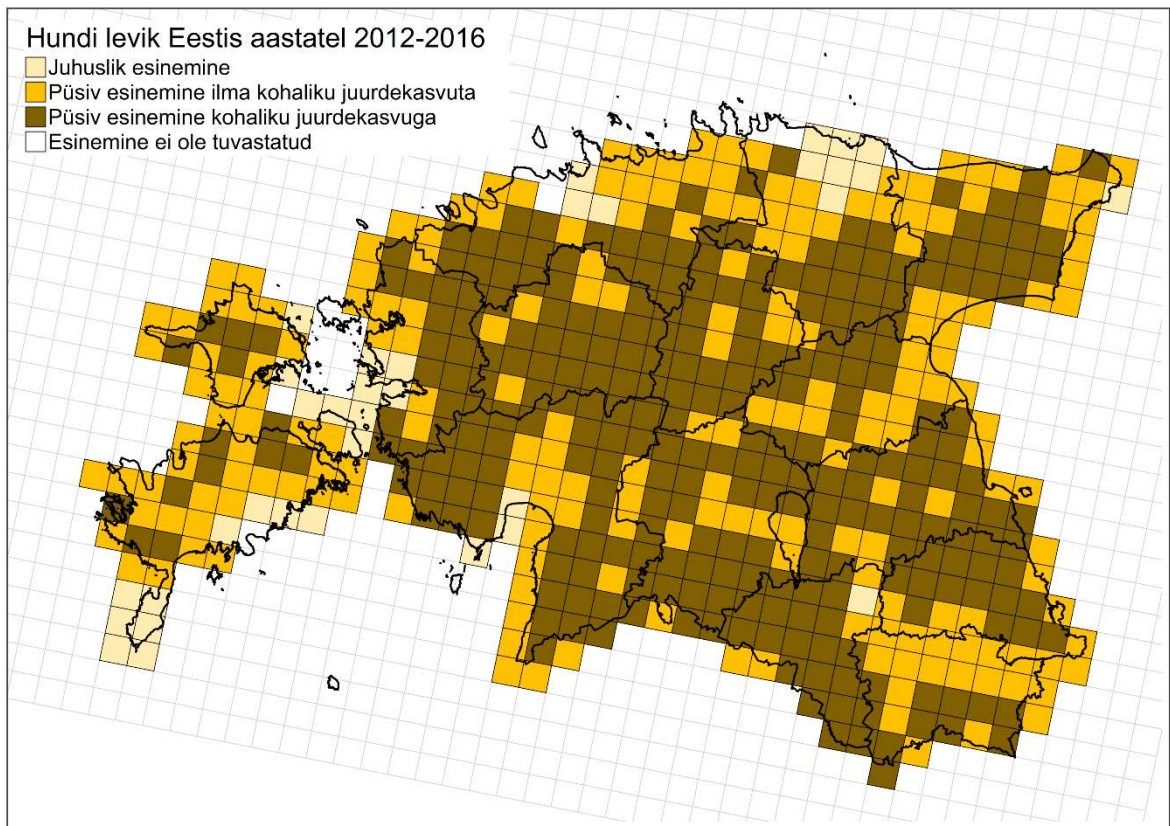 Hundi levik Eestis aastatel 2012-2016
Juhuslik esinemine
Püsiv esinemine ilma kohaliku juurdekasvuta
Püsiv esinemine kohaliku juurdekasvuga
Esinemine ei ole tuvastatud